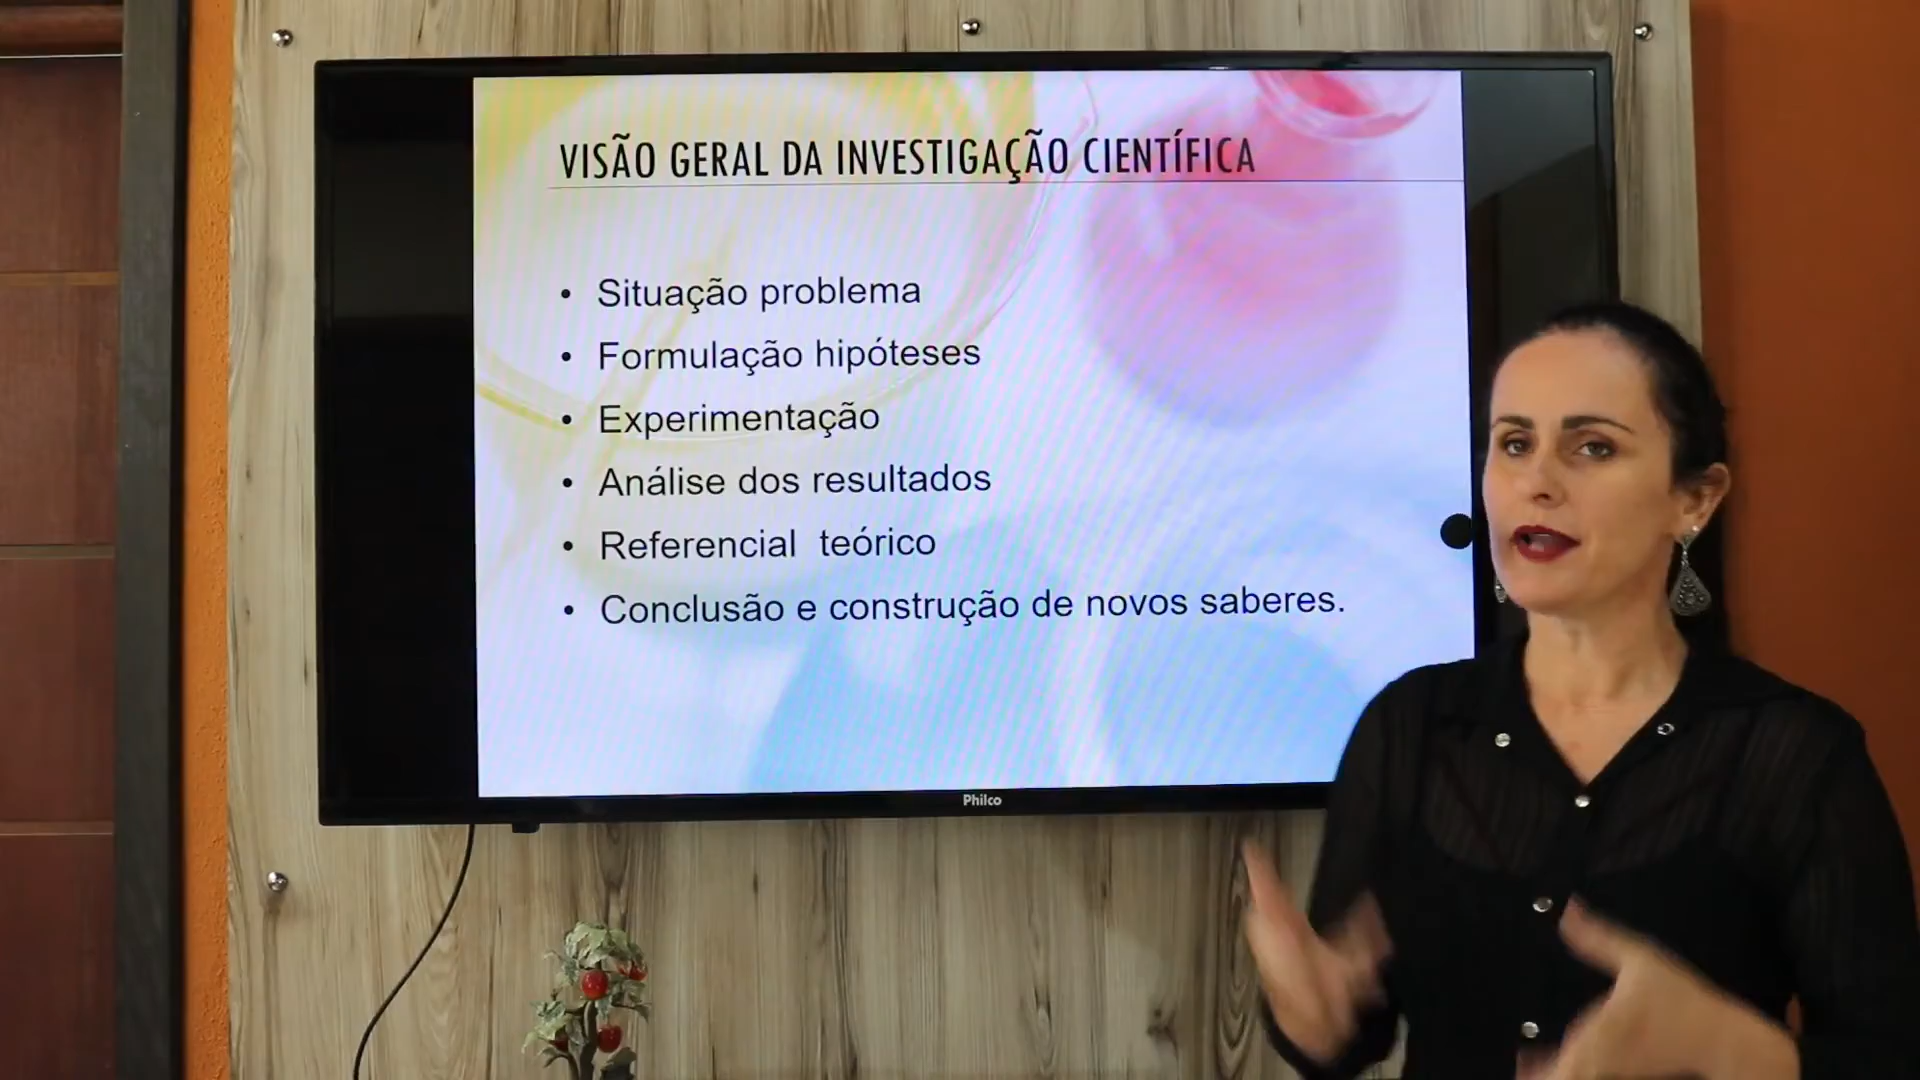 VISÃO GERAL DA INVESTIGAÇÃO CIENTÍFICA
• Situação problema
• Formulação hipóteses
• Experimentação
• Análise dos resultados
• Referencial teórico
• Conclusão e construção de novos saberes.
Philco